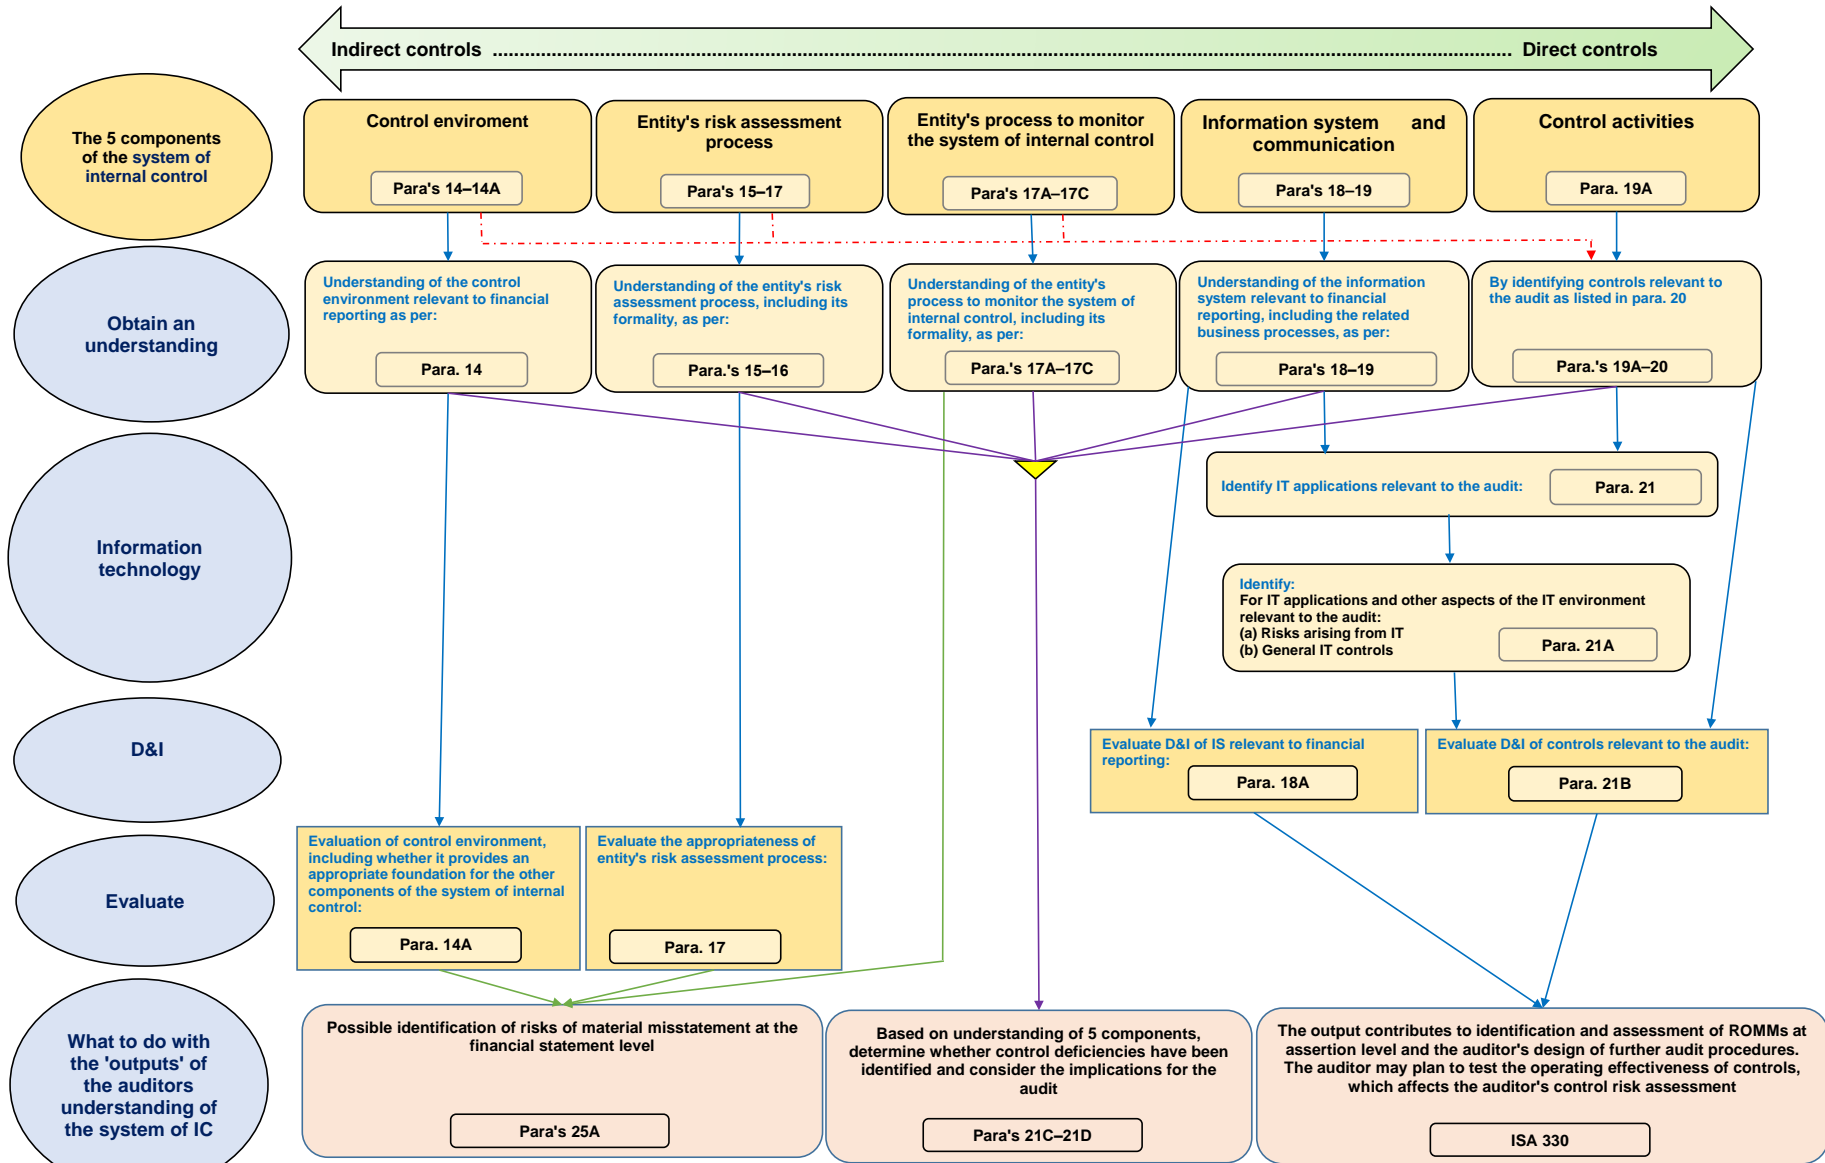 Indirect controls ........................................................................................................ Direct controls
The 5 components
of the system of
internal control
Control enviroment
Para's 14–14A
Entity's risk assessment
process
Para's 15–17
Entity's process to monitor
the system of internal control
Para's 17A–17C
Information system and
communication
Para's 18–19
Control activities
Para. 19A
Obtain an
understanding
Understanding of the control
environment relevant to financial
reporting as per:
Para. 14
Understanding of the entity's risk
assessment process, including its
formality, as per:
Para.'s 15–16
Understanding of the entity's
process to monitor the system of
internal control, including its
formality, as per:
Para.'s 17A–17C
Understanding of the information
system relevant to financial
reporting, including the related
business processes, as per:
Para's 18–19
By identifying controls relevant to
the audit as listed in para. 20
Para.'s 19A–20
Information
technology
Identify IT applications relevant to the audit:
Para. 21
Identify:
For IT applications and other aspects of the IT environment
relevant to the audit:
(a) Risks arising from IT
(b) General IT controls
Para. 21A
D&I
Evaluate D&I of IS relevant to financial
reporting:
Para. 18A
Evaluate D&I of controls relevant to the audit:
Para. 21B
Evaluate
Evaluation of control environment,
including whether it provides an
appropriate foundation for the other
components of the system of internal
control:
Para. 14A
Evaluate the appropriateness of
entity's risk assessment process:
Para. 17
What to do with
the 'outputs' of
the auditors
understanding of
the system of IC
Possible identification of risks of material misstatement at the
financial statement level
Para's 25A
Based on understanding of 5 components,
determine whether control deficiencies have been
identified and consider the implications for the
audit
Para's 21C–21D
The output contributes to identification and assessment of ROMMs at
assertion level and the auditor's design of further audit procedures.
The auditor may plan to test the operating effectiveness of controls,
which affects the auditor's control risk assessment
ISA 330